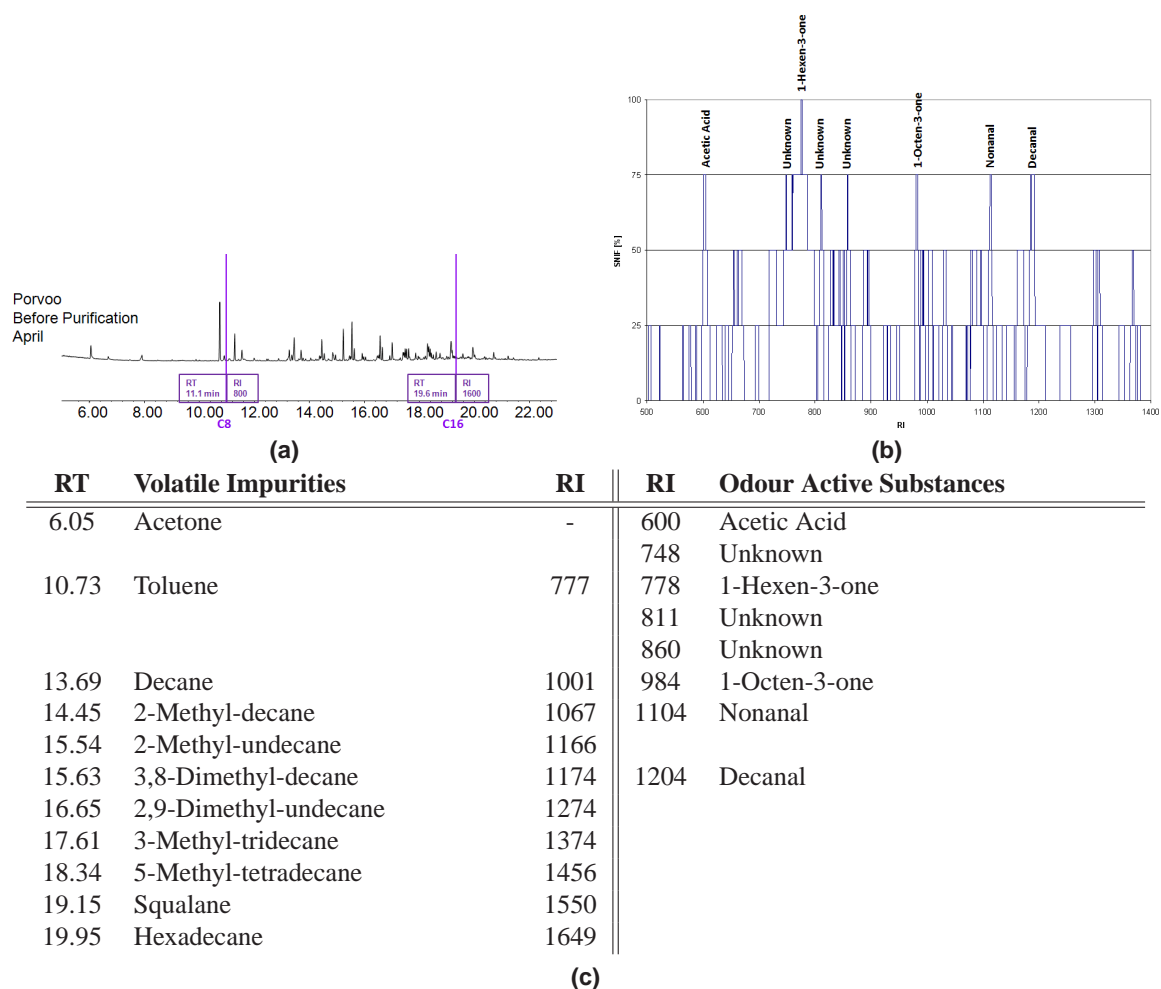 Porvoo
Before Purification
April
RT
11.1 min
RI
800
RT
19.6 min
RI
1600
6.00 8.00 10.00 12.00 14.00 16.00 18.00 20.00 22.00
C8 C16
(a)
Acetic Acid
Unknown
1-Hexen-3-one
Unknown
Unknown
1-Octen-3-one
Nonanal
Decanal
SNIF [%]
100
75
50
25
0
500 600 700 800 900 1000 1100 1200 1300 1400
RI
(b)
RT Volatile Impurities RI RI Odour Active Substances
6.05 Acetone - 600 Acetic Acid
748 Unknown
10.73 Toluene 777 778 1-Hexen-3-one
811 Unknown
860 Unknown
13.69 Decane 1001 984 1-Octen-3-one
14.45 2-Methyl-decane 1067 1104 Nonanal
15.54 2-Methyl-undecane 1166
15.63 3,8-Dimethyl-decane 1174 1204 Decanal
16.65 2,9-Dimethyl-undecane 1274
17.61 3-Methyl-tridecane 1374
18.34 5-Methyl-tetradecane 1456
19.15 Squalane 1550
19.95 Hexadecane 1649
(c)